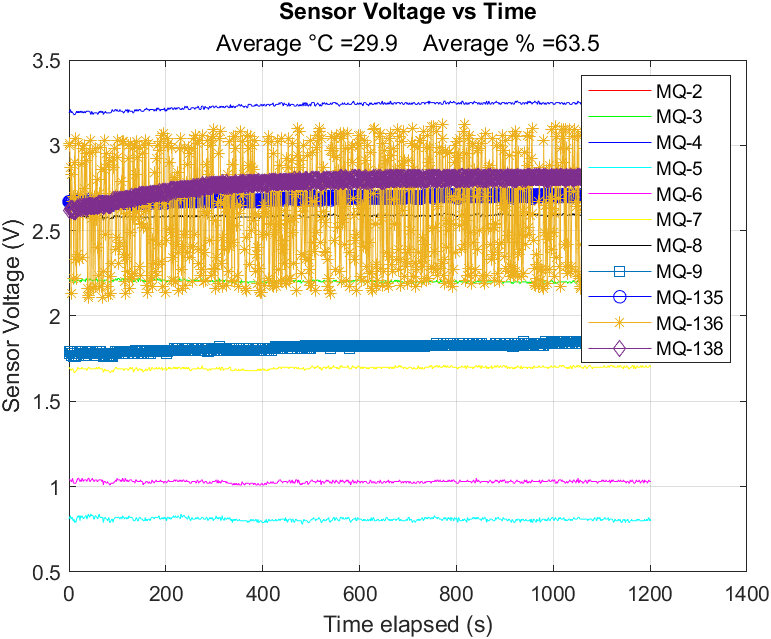 Sensor Voltage vs Time
Average °C =29.9 Average % =63.5
3.5
3
2.5
2
1.5
1
0.5
Sensor Voltage (V)
MQ-2
MQ-3
MQ-4
MQ-5
MQ-6
MQ-7
MQ-8
MQ-9
MQ-135
MQ-136
MQ-138
0 200 400 600 800 1000 1200 1400
Time elapsed (s)